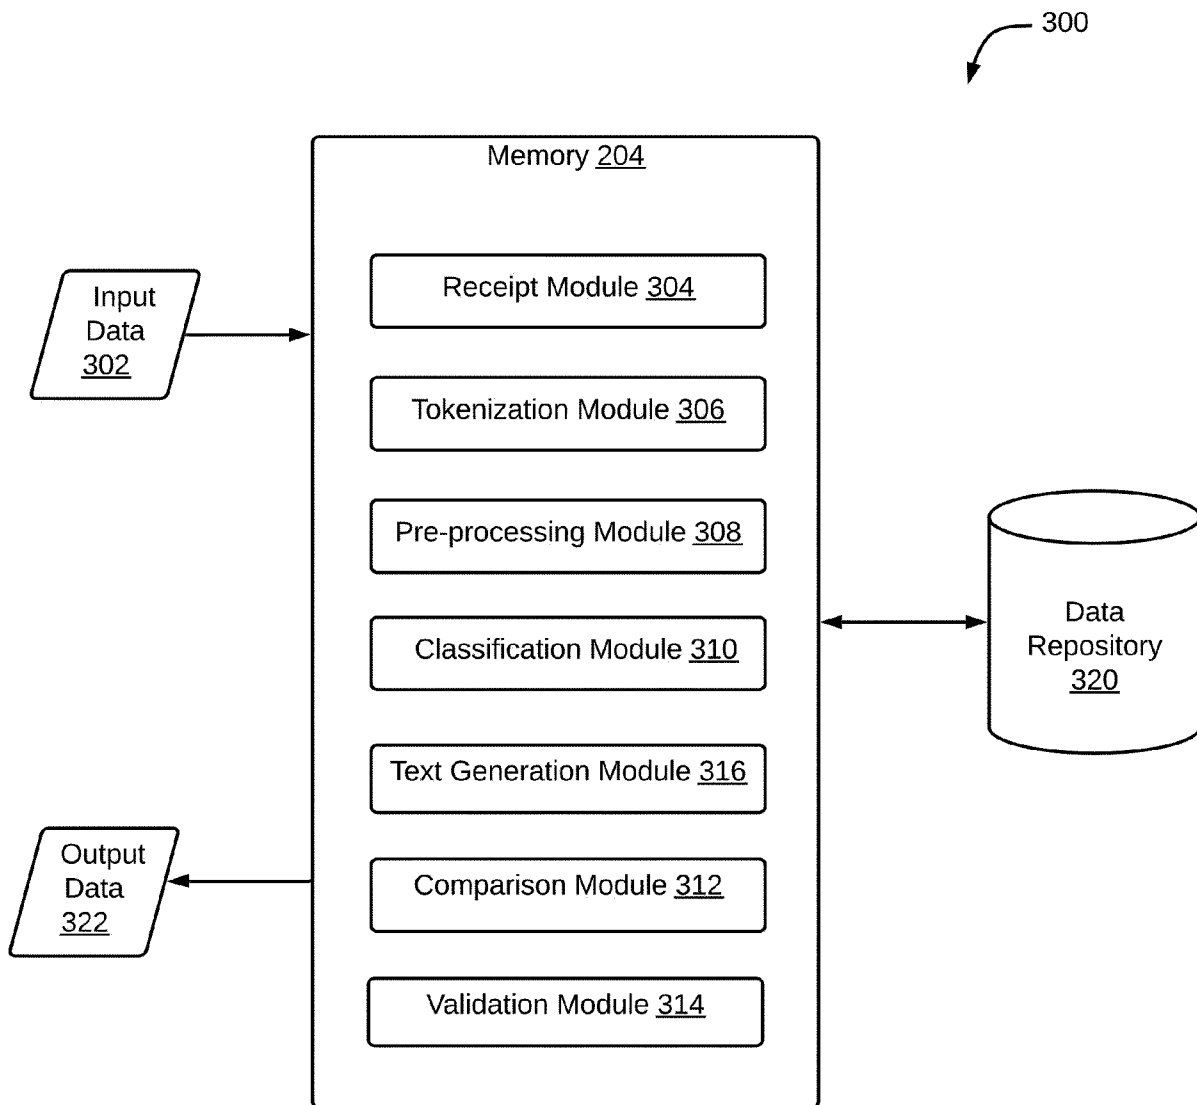 300
Memory 204
Receipt Module 304
Input
Data
302
Tokenization Module 306
Pre-processing Module 308
Classification Module 310
Data
Repository
320
Text Generation Module 316
Output
Data
322
Comparison Module 312
Validation Module 314